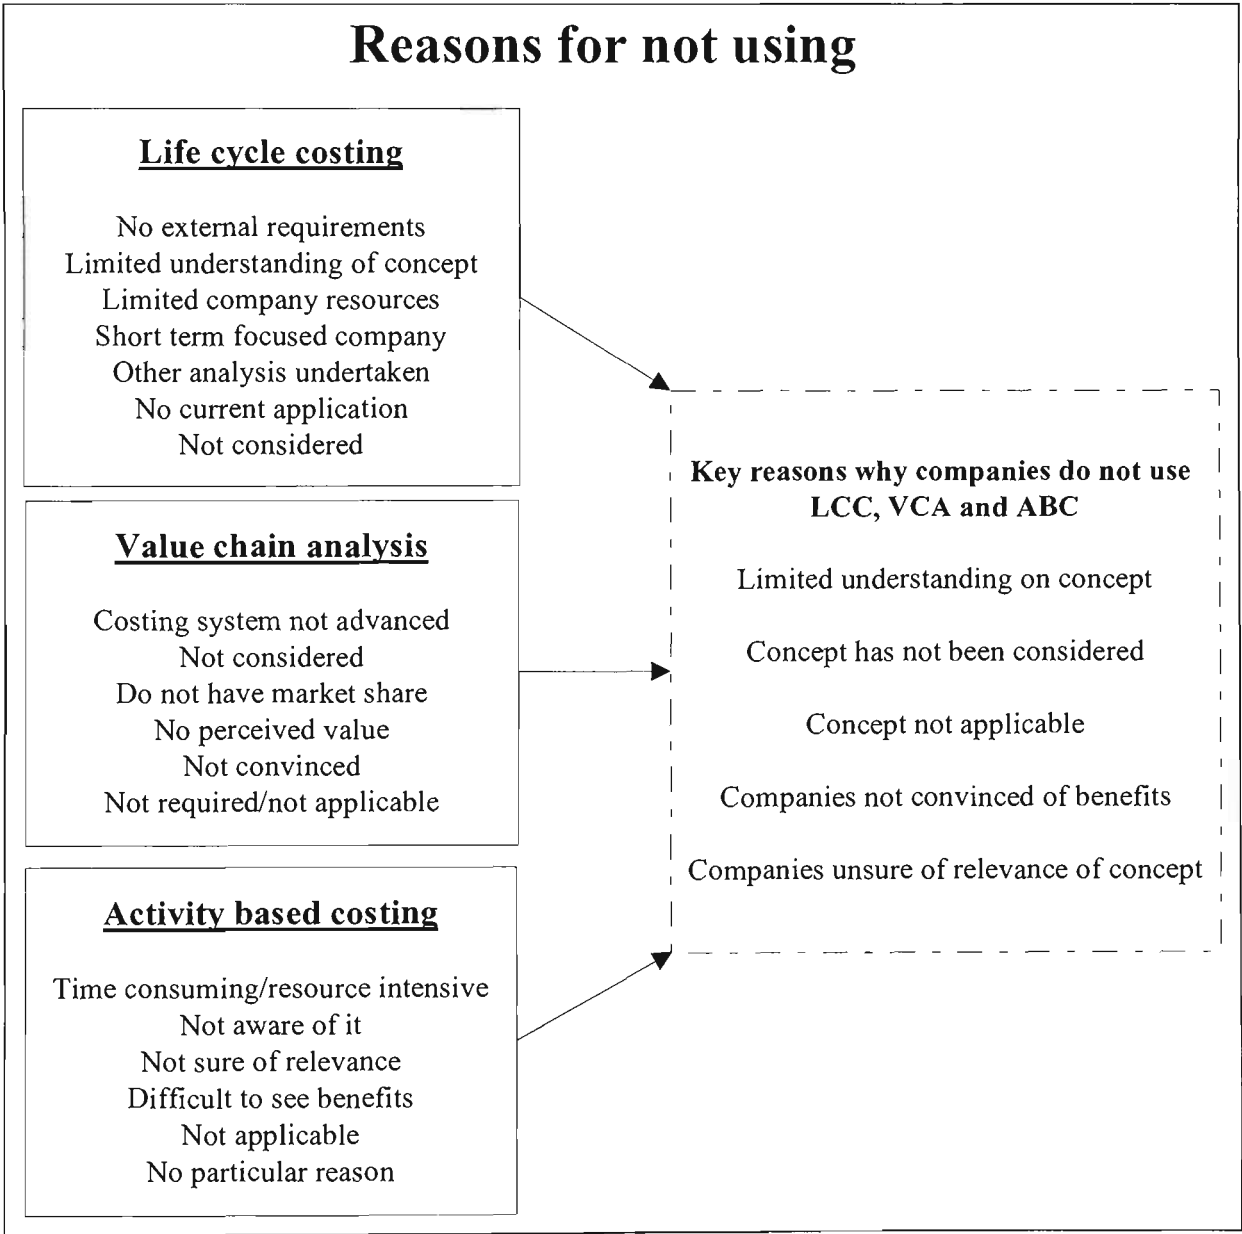 Reasons for not using
Life cycle costing
No external requirements
Limited understanding of concept
Limited company resources
Short term focused company
Other analysis undertaken
No current application
Not considered
Value chain analysis
Costing system not advanced
Not considered
Do not have market share
No perceived value
Not convinced
Not required/not applicable
Activity based costing
Time consuming/resource intensive
Not aware of it
Not sure of relevance
Difficult to see benefits
Not applicable
No particular reason
Key reasons why companies do not use
LCC, VCA and ABC
Limited understanding on concept
Concept has not been considered
Concept not applicable
Companies not convinced of benefits
Companies unsure of relevance of concept